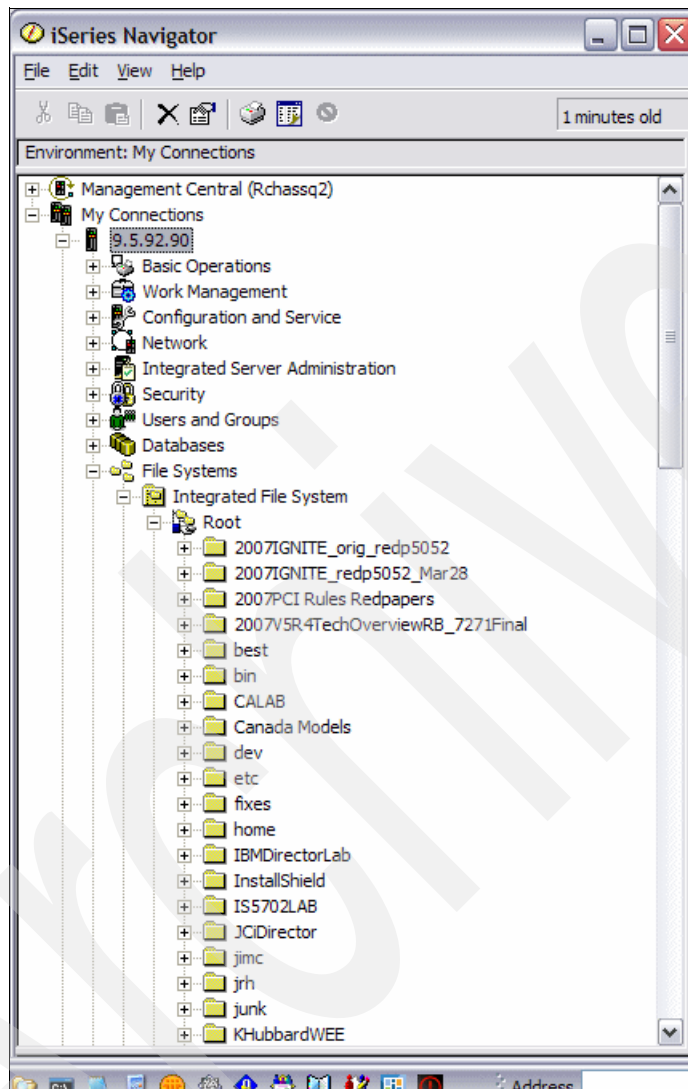 iSeries Navigator
File Edit View Help
1 minutes old
Environment: My Connections
Management Central (Rchassq2)
My Connections
9.5.92.90
Basic Operations
Work Management
Configuration and Service
Network
Integrated Server Administration
Security
Users and Groups
Databases
File Systems
Integrated File System
Root
2007IGNITE_orig_redp5052
2007IGNITE_redp5052_Mar28
2007PCI Rules Redpapers
2007V5R4TechOverviewRB_7271Final
best
bin
CALAB
Canada Models
dev
etc
fixes
home
IBMDirectorLab
InstallShield
IS5702LAB
JCiDirector
jimc
jrh
junk
KHubbardWEE
Address